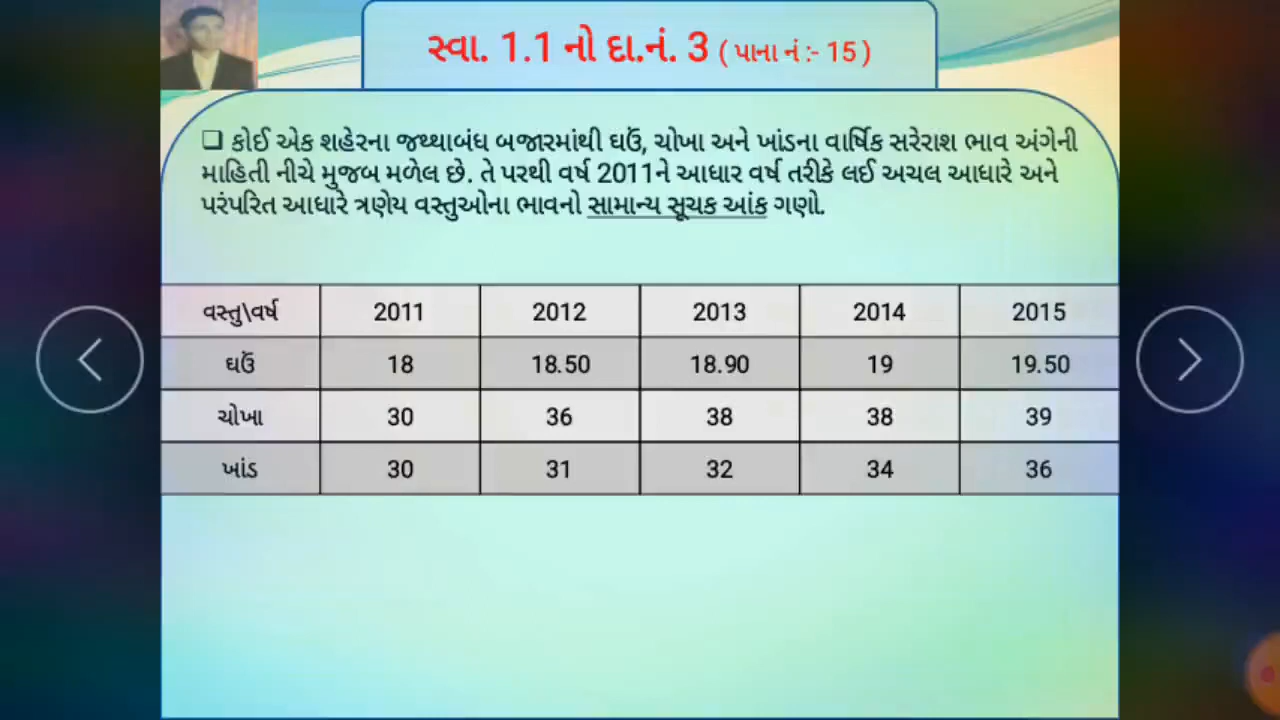 સ્વા. 1.1 નો દા.નં. 3 ( પાના નં :- 15 )
❑ કોઈ એક શહેરના જથ્થાબંધ બજારમાંથી ઘઉં, ચોખા અને ખાંડના વાર્ષિક સરેરાશ ભાવ અંગેની
માહિતી નીચે મુજબ મળેલ છે. તે પરથી વર્ષ 2011ને આધાર વર્ષ તરીકે લઈ અચલ આધારે અને
પરંપરિત આધારે ત્રણેય વસ્તુઓના ભાવનો સામાન્ય સૂચક આંક ગણો.
વસ્તુ\વર્ષ 2011 2012 2013 2014 2015
ઘઉં 18 18.50 18.90 19 19.50
ચોખા 30 36 38 38 39
ખાંડ 30 31 32 34 36